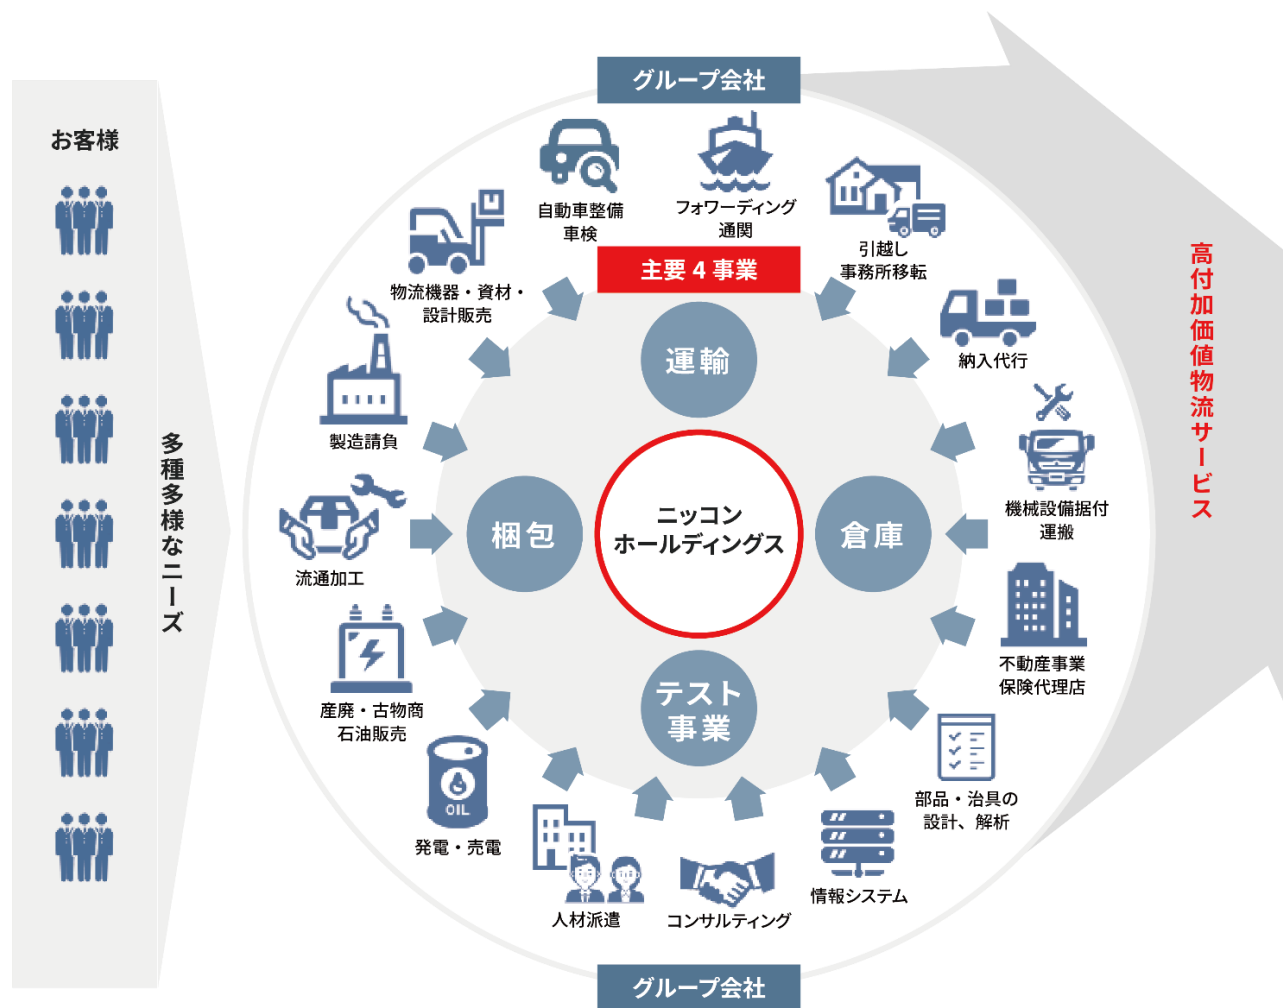 お客様
多種多様なニーズ
グループ会社
自動車整備
車検
フォワーディング
通関
引越し
事務所移転
物流機器・資材・
設計販売
納入代行
製造請負
機械設備据付
運搬
流通加工
不動産事業
保険代理店
産廃・古物商
石油販売
部品・治具の
設計、解析
OIL
発電・売電
情報システム
人材派遣
コンサルティング
主要4事業
運輸
梱包
ニッコン
ホールディングス
倉庫
テスト
事業
グループ会社
高付加価値物流サービス